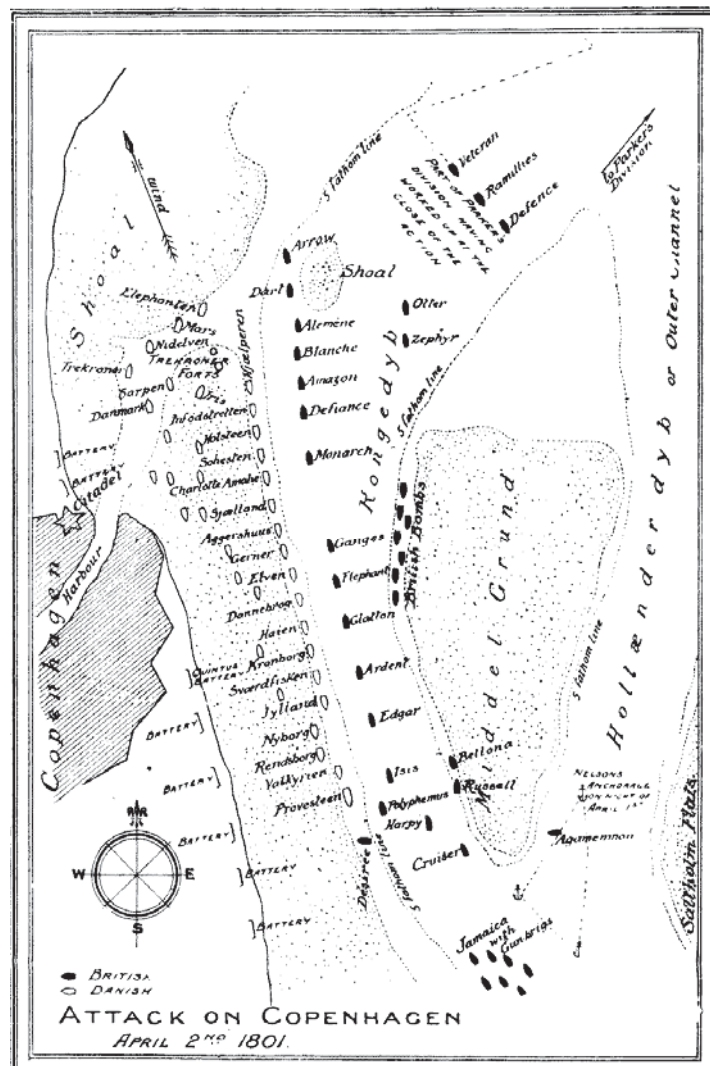 5 fathom line
Veteran
Ramillies
Defence
PART OF PARKERS
DIVISION HAVING
WORKED UP AT THE
CLOSE OF THE
ACTION
To PARKER'S
DIVISION
wind
Shoal
Arrow
Dart
Shoal
Elephanten
Mars
Nidelven
TREKRONER
FORTS
Trekroner
Sarpen
Iris
Danmark
Hjælperen
Otter
Zephyr
Alcmene
Blanche
Amazon
Defiance
Monarch
Kongedyb
5 fathom line
Infodstretten
Holsteen
Sohesten
Charlotte Amalie
Sjælland
Aggershuus
Gerner
Elven
Dannebrog
Haien
Kronborg
Sværdfisken
Jylland
Nyborg
Rendsborg
Valkyrien
Provesteen
BATTERY
BATTERY
Citadel
Harbour
Copenhagen
QUINTUS
BATTERY
BATTERY
BATTERY
BATTERY
BATTERY
BATTERY
Ganges
Elephant
Glatton
Ardent
Edgar
Isis
Polyphemus
Harpy
Cruiser
Désirée
5 fathom line
British Bombs
Middel Grund
Bellona
Russell
5 fathom line
Hollænderdyb or Outer Channel
NELSONS
ANCHORAGE
UPON NIGHT OF
APRIL 1ST
Agamemnon
Saltholm Flats
Jamaica
with
Gunbrigs
W E
S
BRITISH
DANISH
ATTACK ON COPENHAGEN
APRIL 2ND 1801.